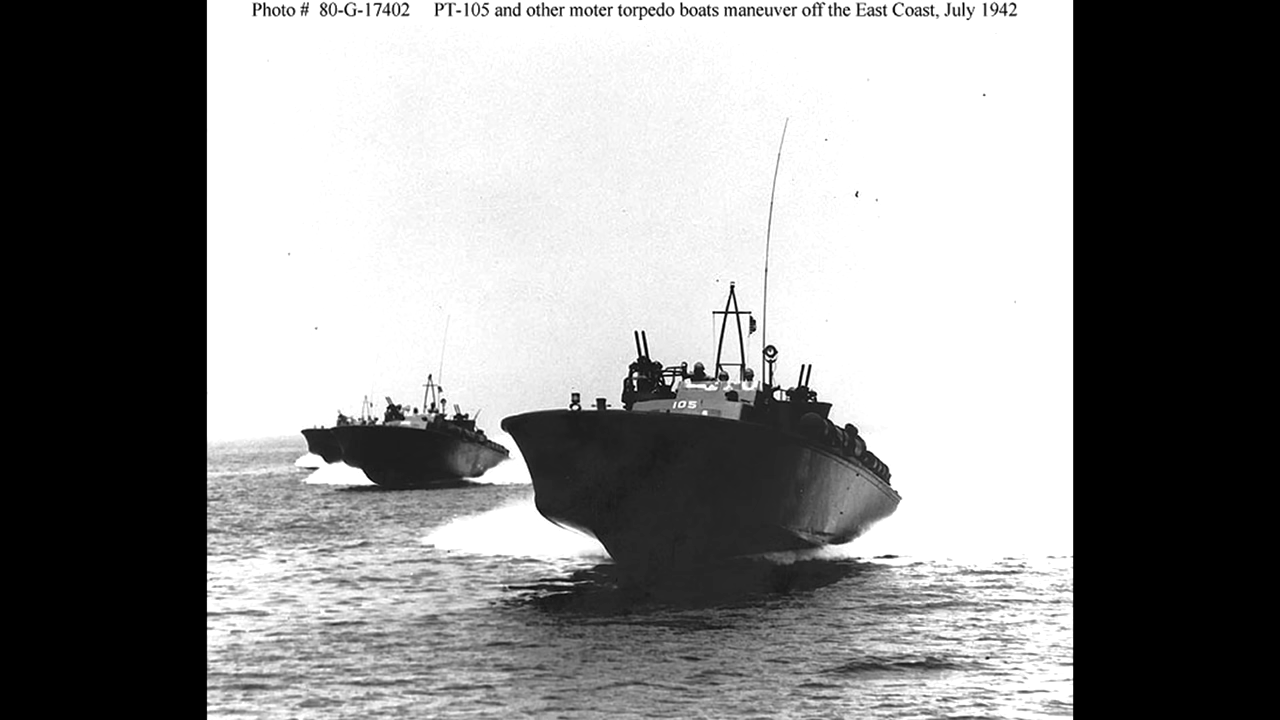 Photo # 80-G-17402 PT-105 and other moter torpedo boats maneuver off the East Coast, July 1942
105